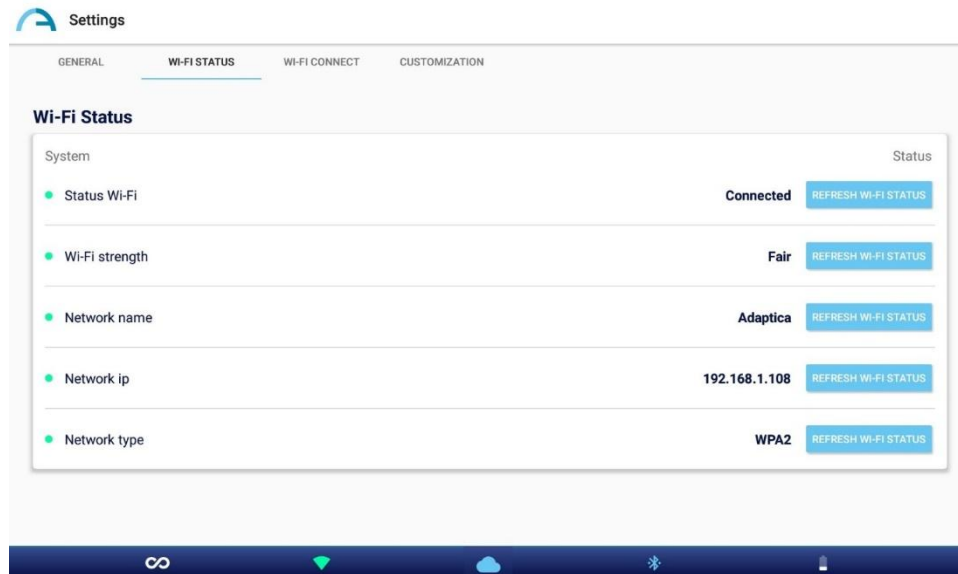 Settings
GENERAL WI-FI STATUS WI-FI CONNECT CUSTOMIZATION
Wi-Fi Status
System Status
Status Wi-Fi Connected REFRESH WI-FI STATUS
Wi-Fi strength Fair REFRESH WI-FI STATUS
Network name Adaptica REFRESH WI-FI STATUS
Network ip 192.168.1.108 REFRESH WI-FI STATUS
Network type WPA2 REFRESH WI-FI STATUS